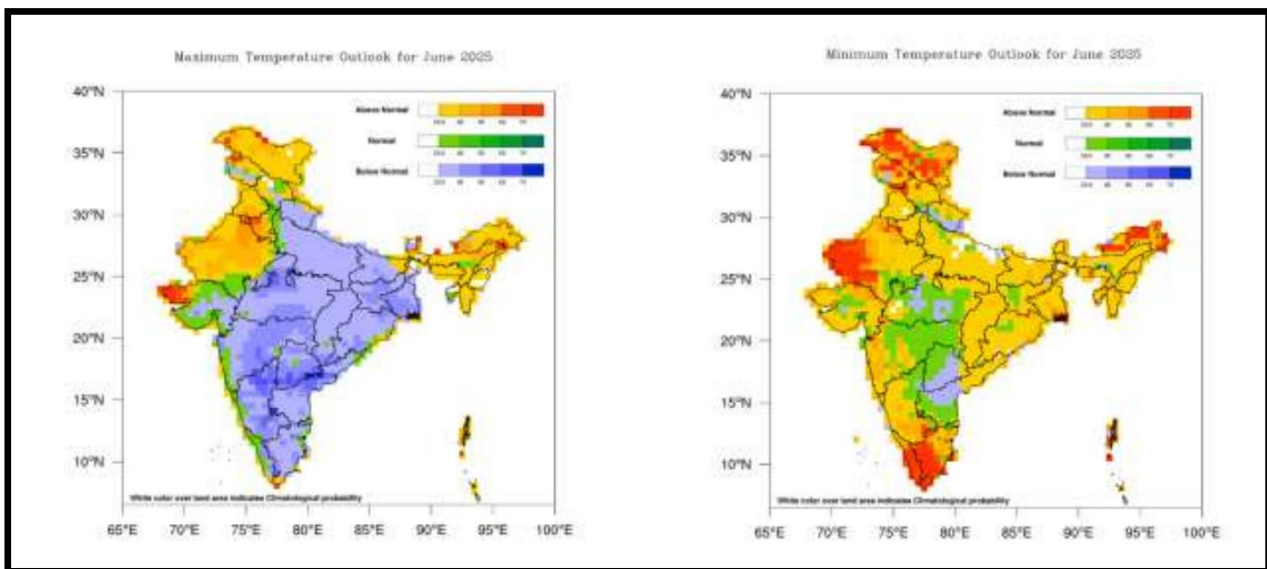 Maximum Temperature Outlook for June 2025
40°N
35°N
30°N
25°N
20°N
15°N
10°N
65°E 70°E 75°E 80°E 85°E 90°E 95°E 100°E
Above Normal
Normal
Below Normal
White color over land area indicates Climatological probability
Minimum Temperature Outlook for June 2025
40°N
35°N
30°N
25°N
20°N
15°N
10°N
65°E 70°E 75°E 80°E 85°E 90°E 95°E 100°E
Above Normal
Normal
Below Normal
White color over land area indicates Climatological probability